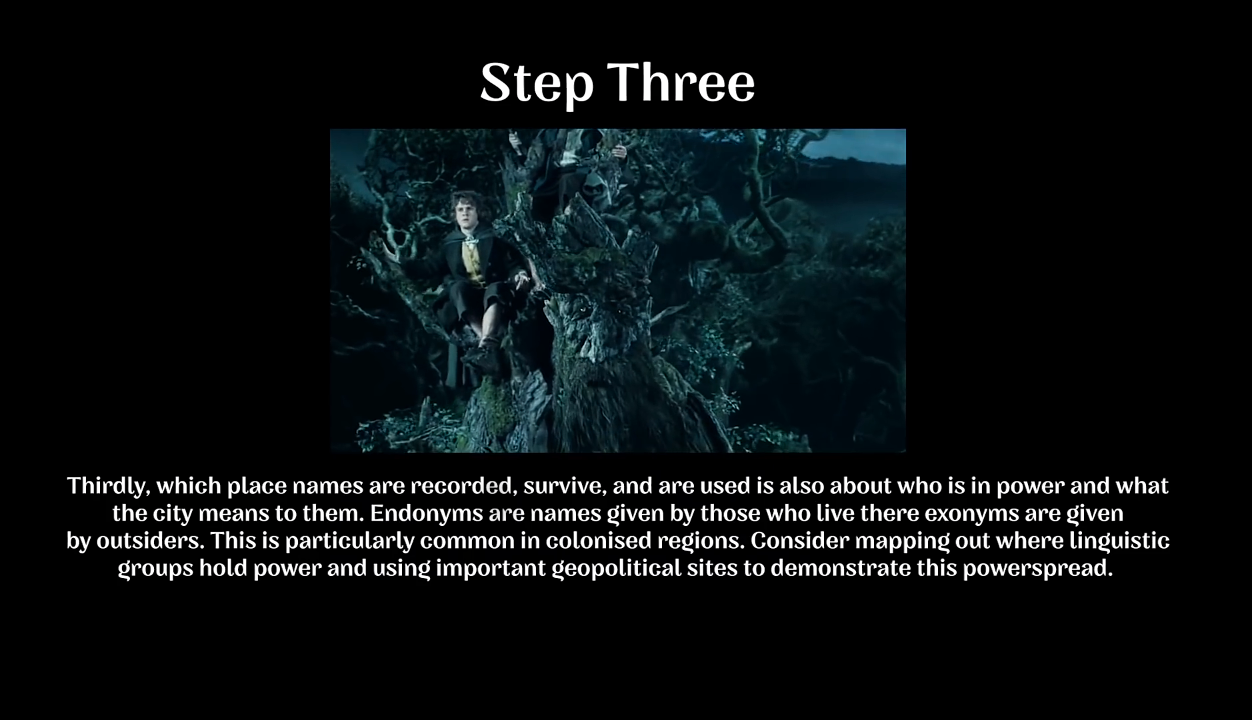 Step Three
Thirdly, which place names are recorded, survive, and are used is also about who is in power and what
the city means to them. Endonyms are names given by those who live there exonyms are given
by outsiders. This is particularly common in colonised regions. Consider mapping out where linguistic
groups hold power and using important geopolitical sites to demonstrate this powerspread.